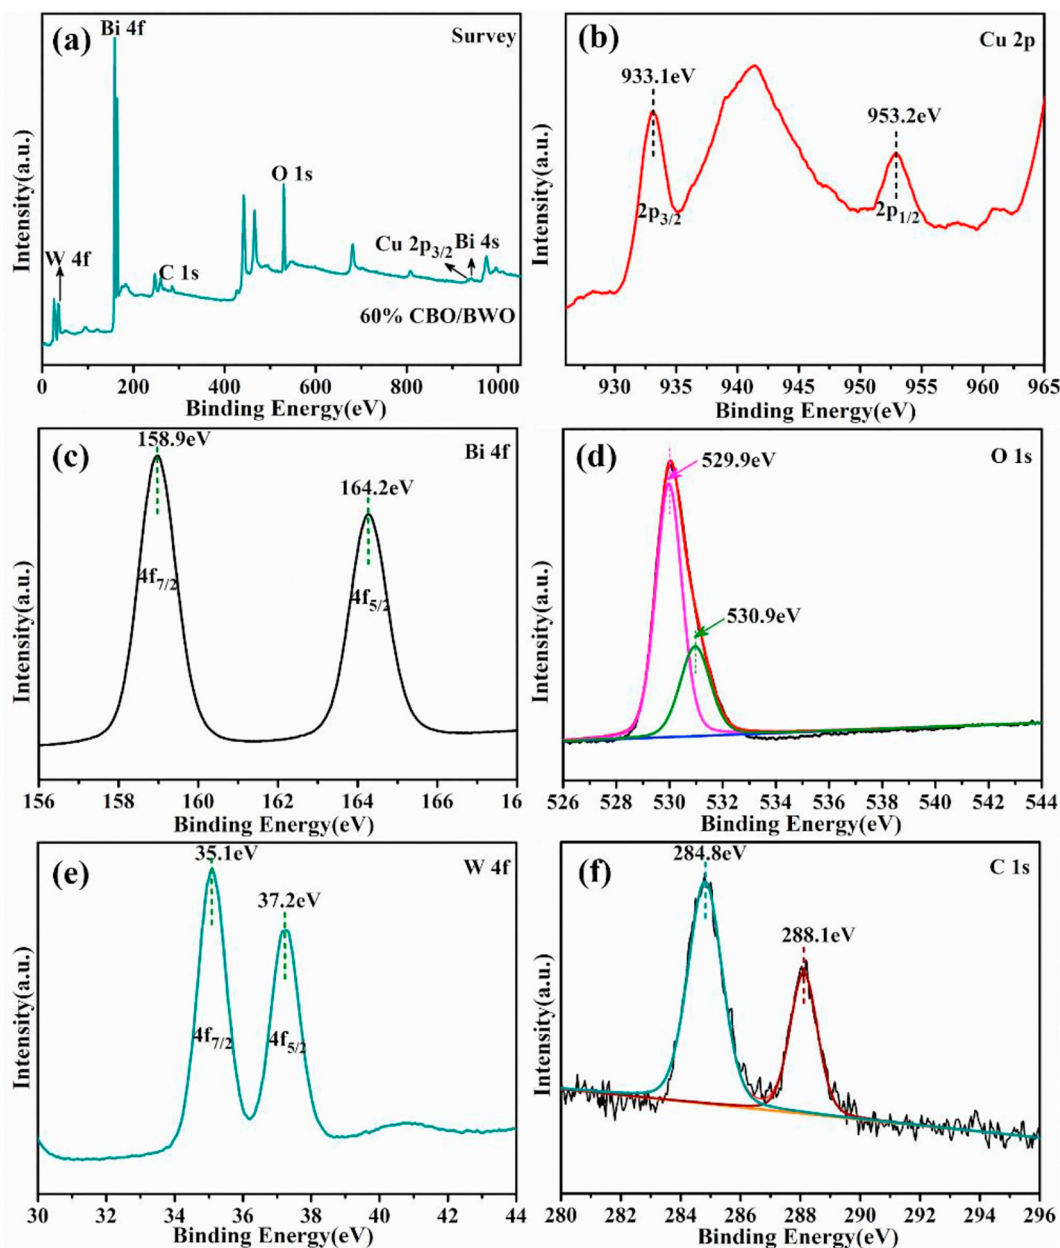 (a)
Bi 4f
Survey
O 1s
W 4f
C 1s
Cu 2p3/2
Bi 4s
60% CBO/BWO
Intensity(a.u.)
0 200 400 600 800 1000
Binding Energy(eV)
(b)
Cu 2p
933.1eV
953.2eV
2p3/2
2p1/2
Intensity(a.u.)
930 935 940 945 950 955 960 965
Binding Energy(eV)
(c)
158.9eV
Bi 4f
164.2eV
4f7/2
4f5/2
Intensity(a.u.)
156 158 160 162 164 166 16
Binding Energy(eV)
(d)
529.9eV
O 1s
530.9eV
Intensity(a.u.)
526 528 530 532 534 536 538 540 542 544
Binding Energy(eV)
(e)
35.1eV
W 4f
37.2eV
4f7/2
4f5/2
Intensity(a.u.)
30 32 34 36 38 40 42 44
Binding Energy(eV)
(f)
284.8eV
C 1s
288.1eV
Intensity(a.u.)
280 282 284 286 288 290 292 294 296
Binding Energy(eV)